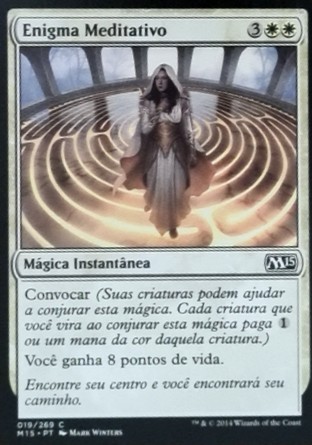 Enigma Meditativo 3
Mágica Instantânea M15
Convocar (Suas criaturas podem ajudar
a conjurar esta mágica. Cada criatura que
você vira ao conjurar esta mágica paga 1
ou um mana da cor daquela criatura.)
Você ganha 8 pontos de vida.
Encontre seu centro e você encontrará seu
caminho.
019/269 C
M15 • PT Mark Winters ™ & © 2014 Wizards of the Coast